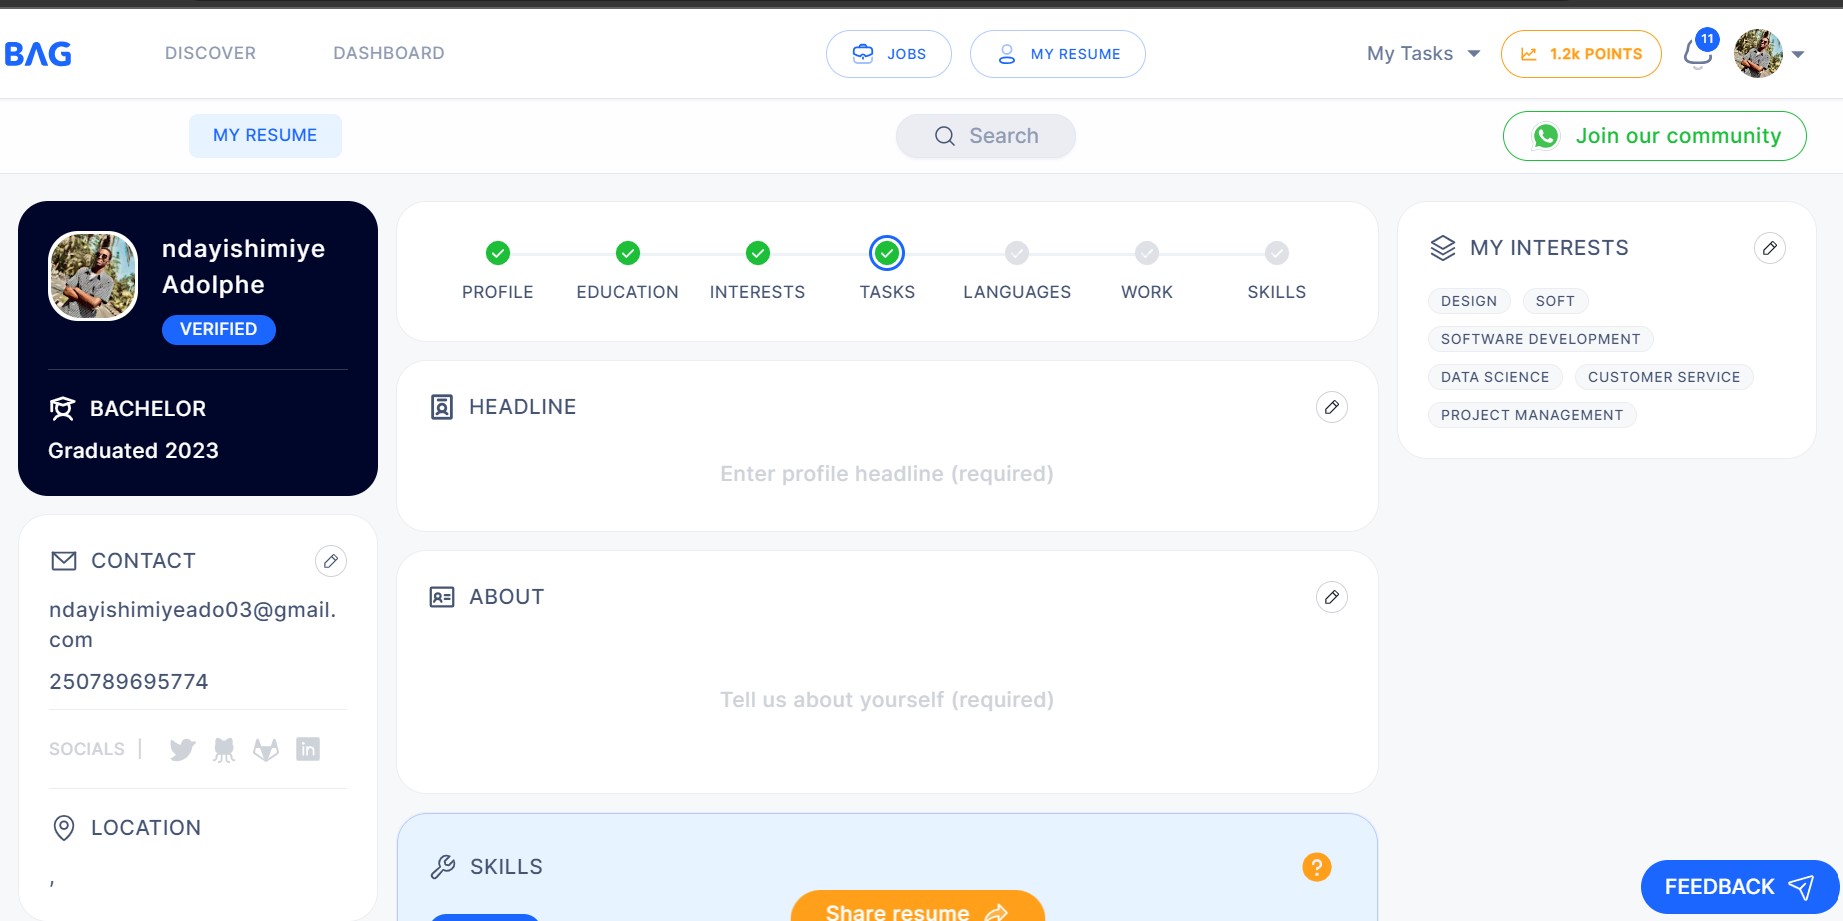 BAG
DISCOVER
DASHBOARD
JOBS
MY RESUME
My Tasks
1.2k POINTS
11
MY RESUME
Search
Join our community
ndayishimiye
Adolphe
VERIFIED
BACHELOR
Graduated 2023
CONTACT
ndayishimiyeado03@gmail.
com
250789695774
SOCIALS |
in
LOCATION
,
PROFILE
EDUCATION
INTERESTS
TASKS
LANGUAGES
WORK
SKILLS
HEADLINE
Enter profile headline (required)
ABOUT
Tell us about yourself (required)
SKILLS
?
Share resume
MY INTERESTS
DESIGN
SOFT
SOFTWARE DEVELOPMENT
DATA SCIENCE
CUSTOMER SERVICE
PROJECT MANAGEMENT
FEEDBACK